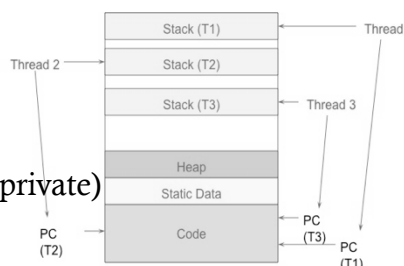 Stack (T1)
Thread
Thread 2
Stack (T2)
Stack (T3)
Thread 3
Heap
private)
Static Data
PC
(T2)
Code
PC
(T3)
PC
(T1)